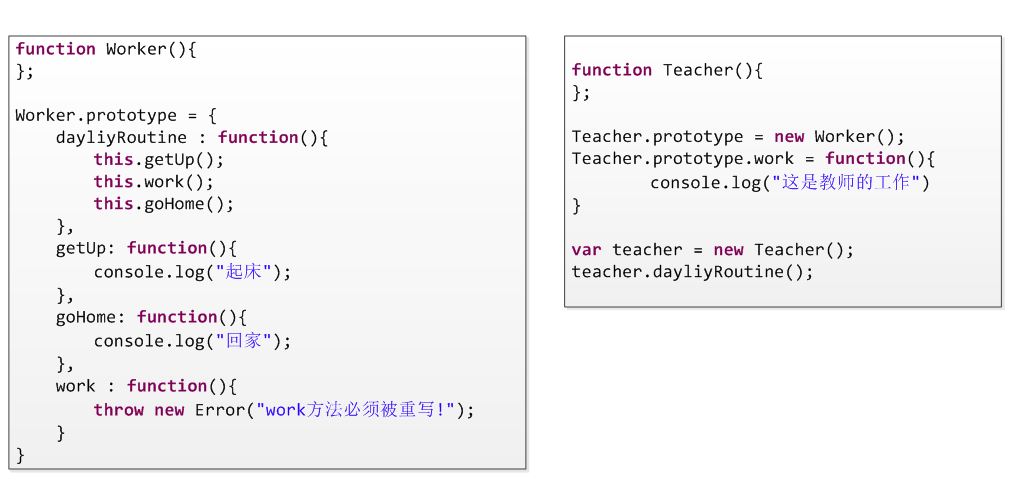 function Worker(){
};
Worker.prototype = {
dayliyRoutine : function(){
this.getUp();
this.work();
this.goHome();
},
getUp: function(){
console.log("起床");
},
goHome: function(){
console.log("回家");
},
work : function(){
throw new Error("work方法必须被重写!");
}
}
function Teacher(){
};
Teacher.prototype = new Worker();
Teacher.prototype.work = function(){
console.log("这是教师的工作")
}
var teacher = new Teacher();
teacher.dayliyRoutine();